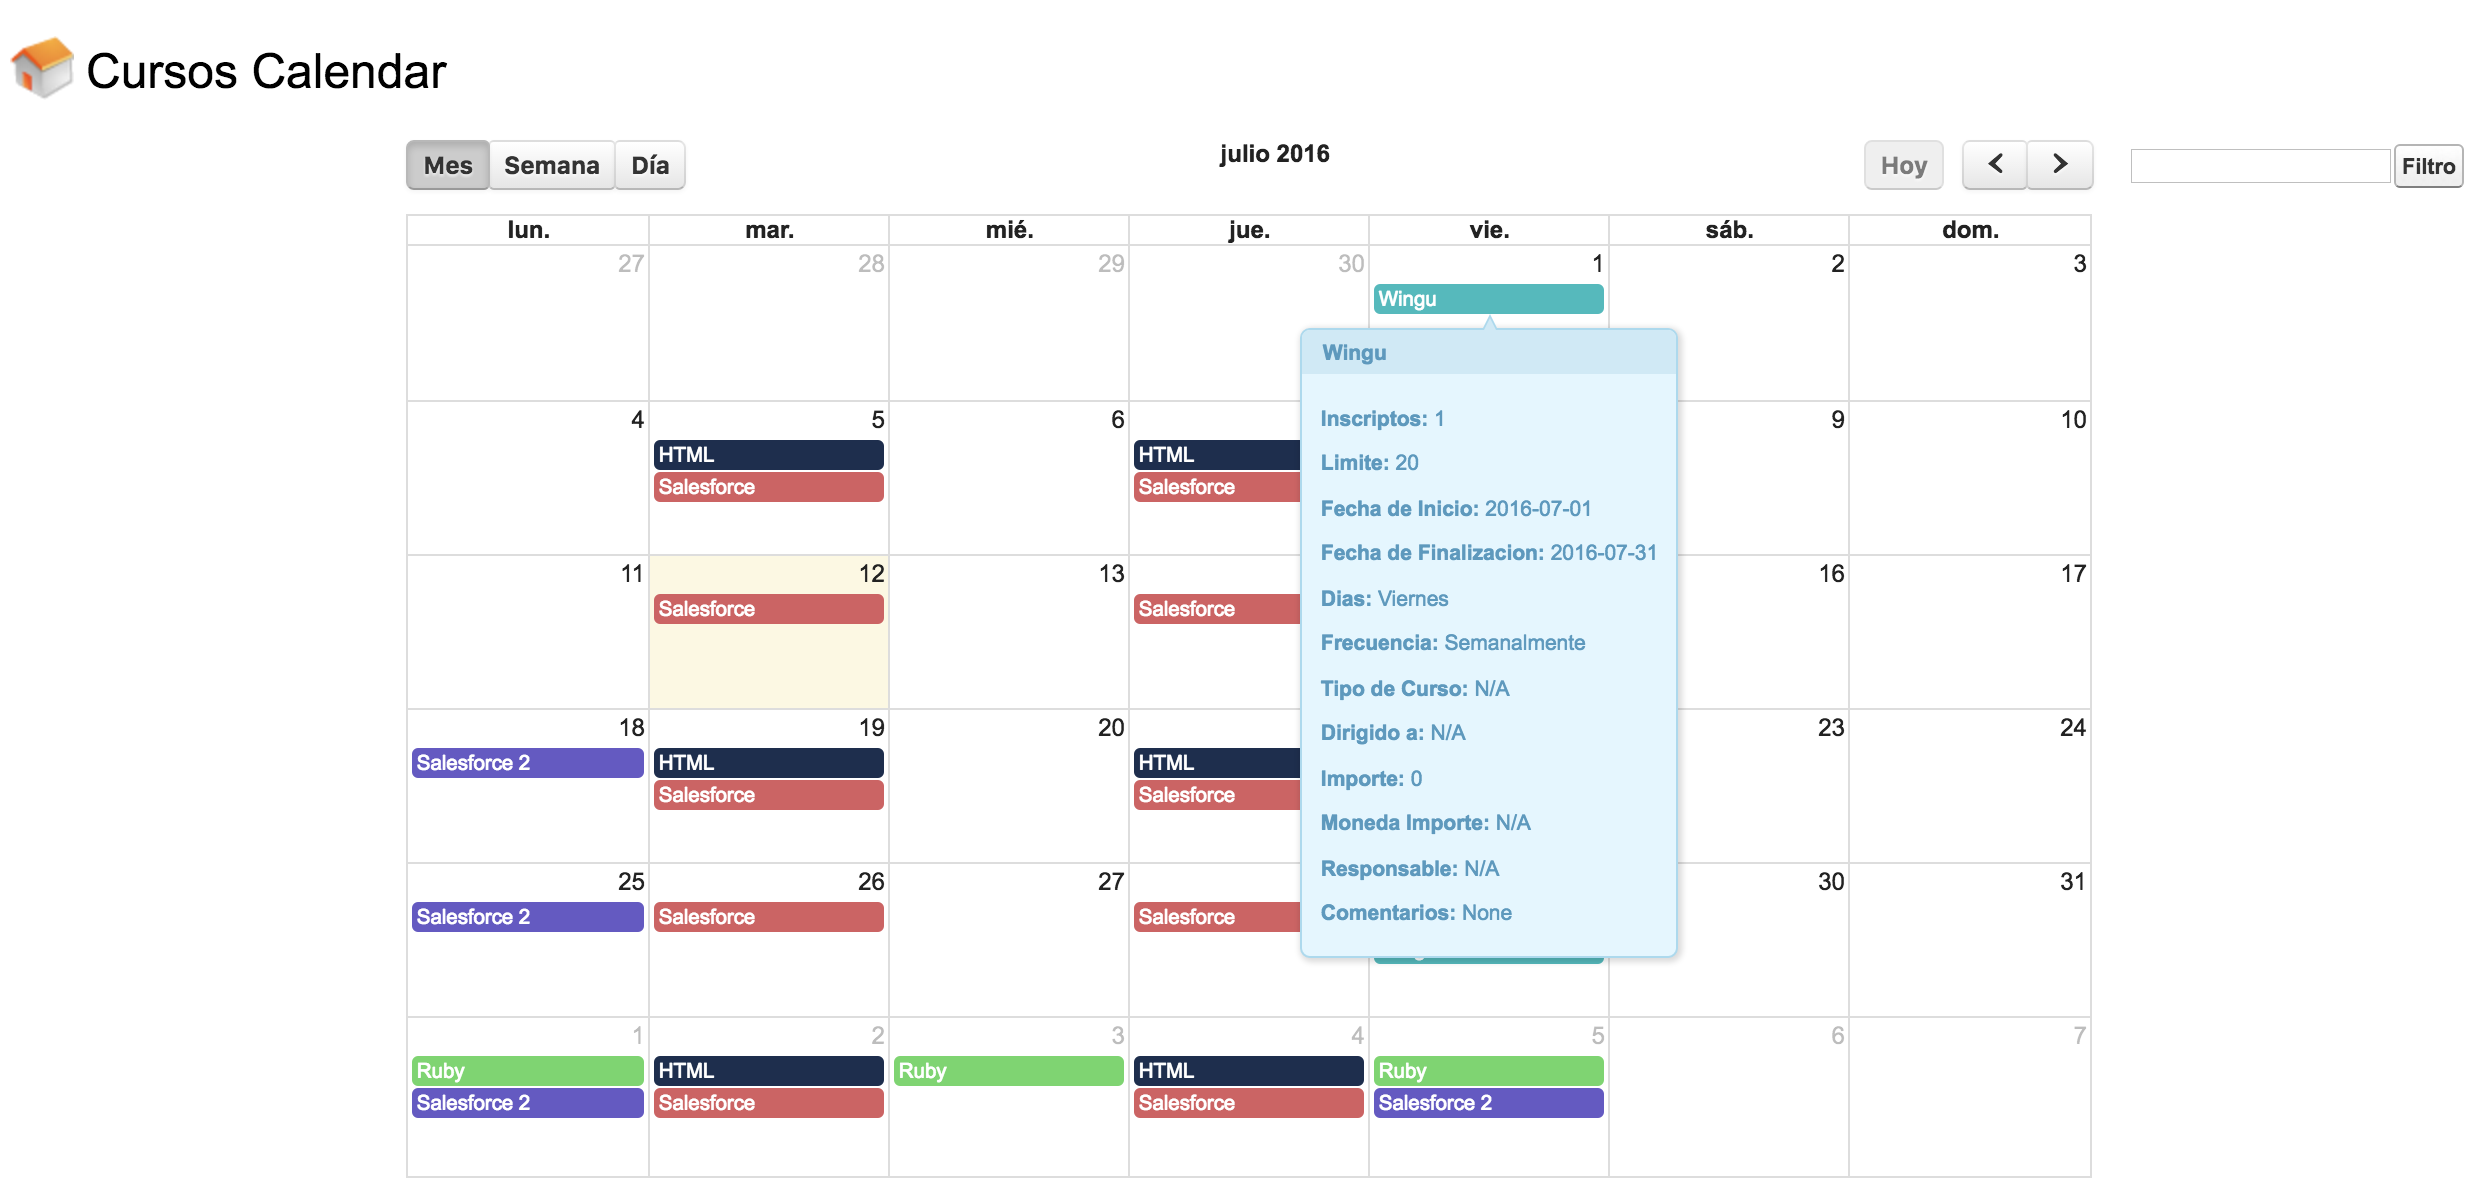 Cursos Calendar
Mes Semana Día julio 2016 Hoy Filtro
lun. mar. mié. jue. vie. sáb. dom.
27 28 29 30 1 2 3
Wingu
Wingu
Inscriptos: 1
Limite: 20
Fecha de Inicio: 2016-07-01
Fecha de Finalizacion: 2016-07-31
Dias: Viernes
Frecuencia: Semanalmente
Tipo de Curso: N/A
Dirigido a: N/A
Importe: 0
Moneda Importe: N/A
Responsable: N/A
Comentarios: None
4 5 6 9 10
HTML HTML
Salesforce Salesforce
11 12 13 16 17
Salesforce Salesforce
18 19 20 23 24
Salesforce 2 HTML HTML
Salesforce Salesforce
25 26 27 30 31
Salesforce 2 Salesforce Salesforce
1 2 3 4 5 6 7
Ruby HTML Ruby HTML Ruby
Salesforce 2 Salesforce Salesforce Salesforce 2